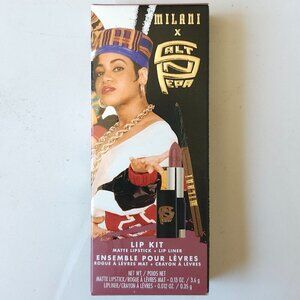 MILANI
x
SALT
N
PEPA
MILANI
LIP KIT
MATTE LIPSTICK + LIP LINER
ENSEMBLE POUR LÈVRES
ROUGE À LÈVRES MAT + CRAYON À LÈVRES
NET WT / POIDS NET
MATTE LIPSTICK/ROUGE À LÈVRES MAT - 0.13 OZ. / 3.6 g
LIPLINER/CRAYON À LÈVRES - 0.012 OZ / 0.35 g